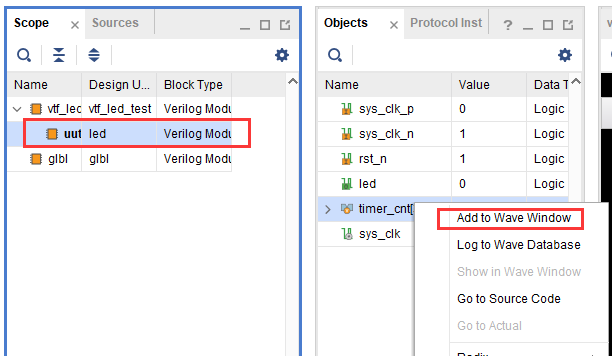 Scope
Sources
Name Design U... Block Type
vtf_led vtf_led_test Verilog Modu
uut led Verilog Modu
glbl glbl Verilog Modu
Objects Protocol Inst
Name Value Data T
sys_clk_p 0 Logic
sys_clk_n 1 Logic
rst_n 1 Logic
led 0 Logic
timer_cnt[
sys_clk
Add to Wave Window
Log to Wave Database
Show in Wave Window
Go to Source Code
Go to Actual